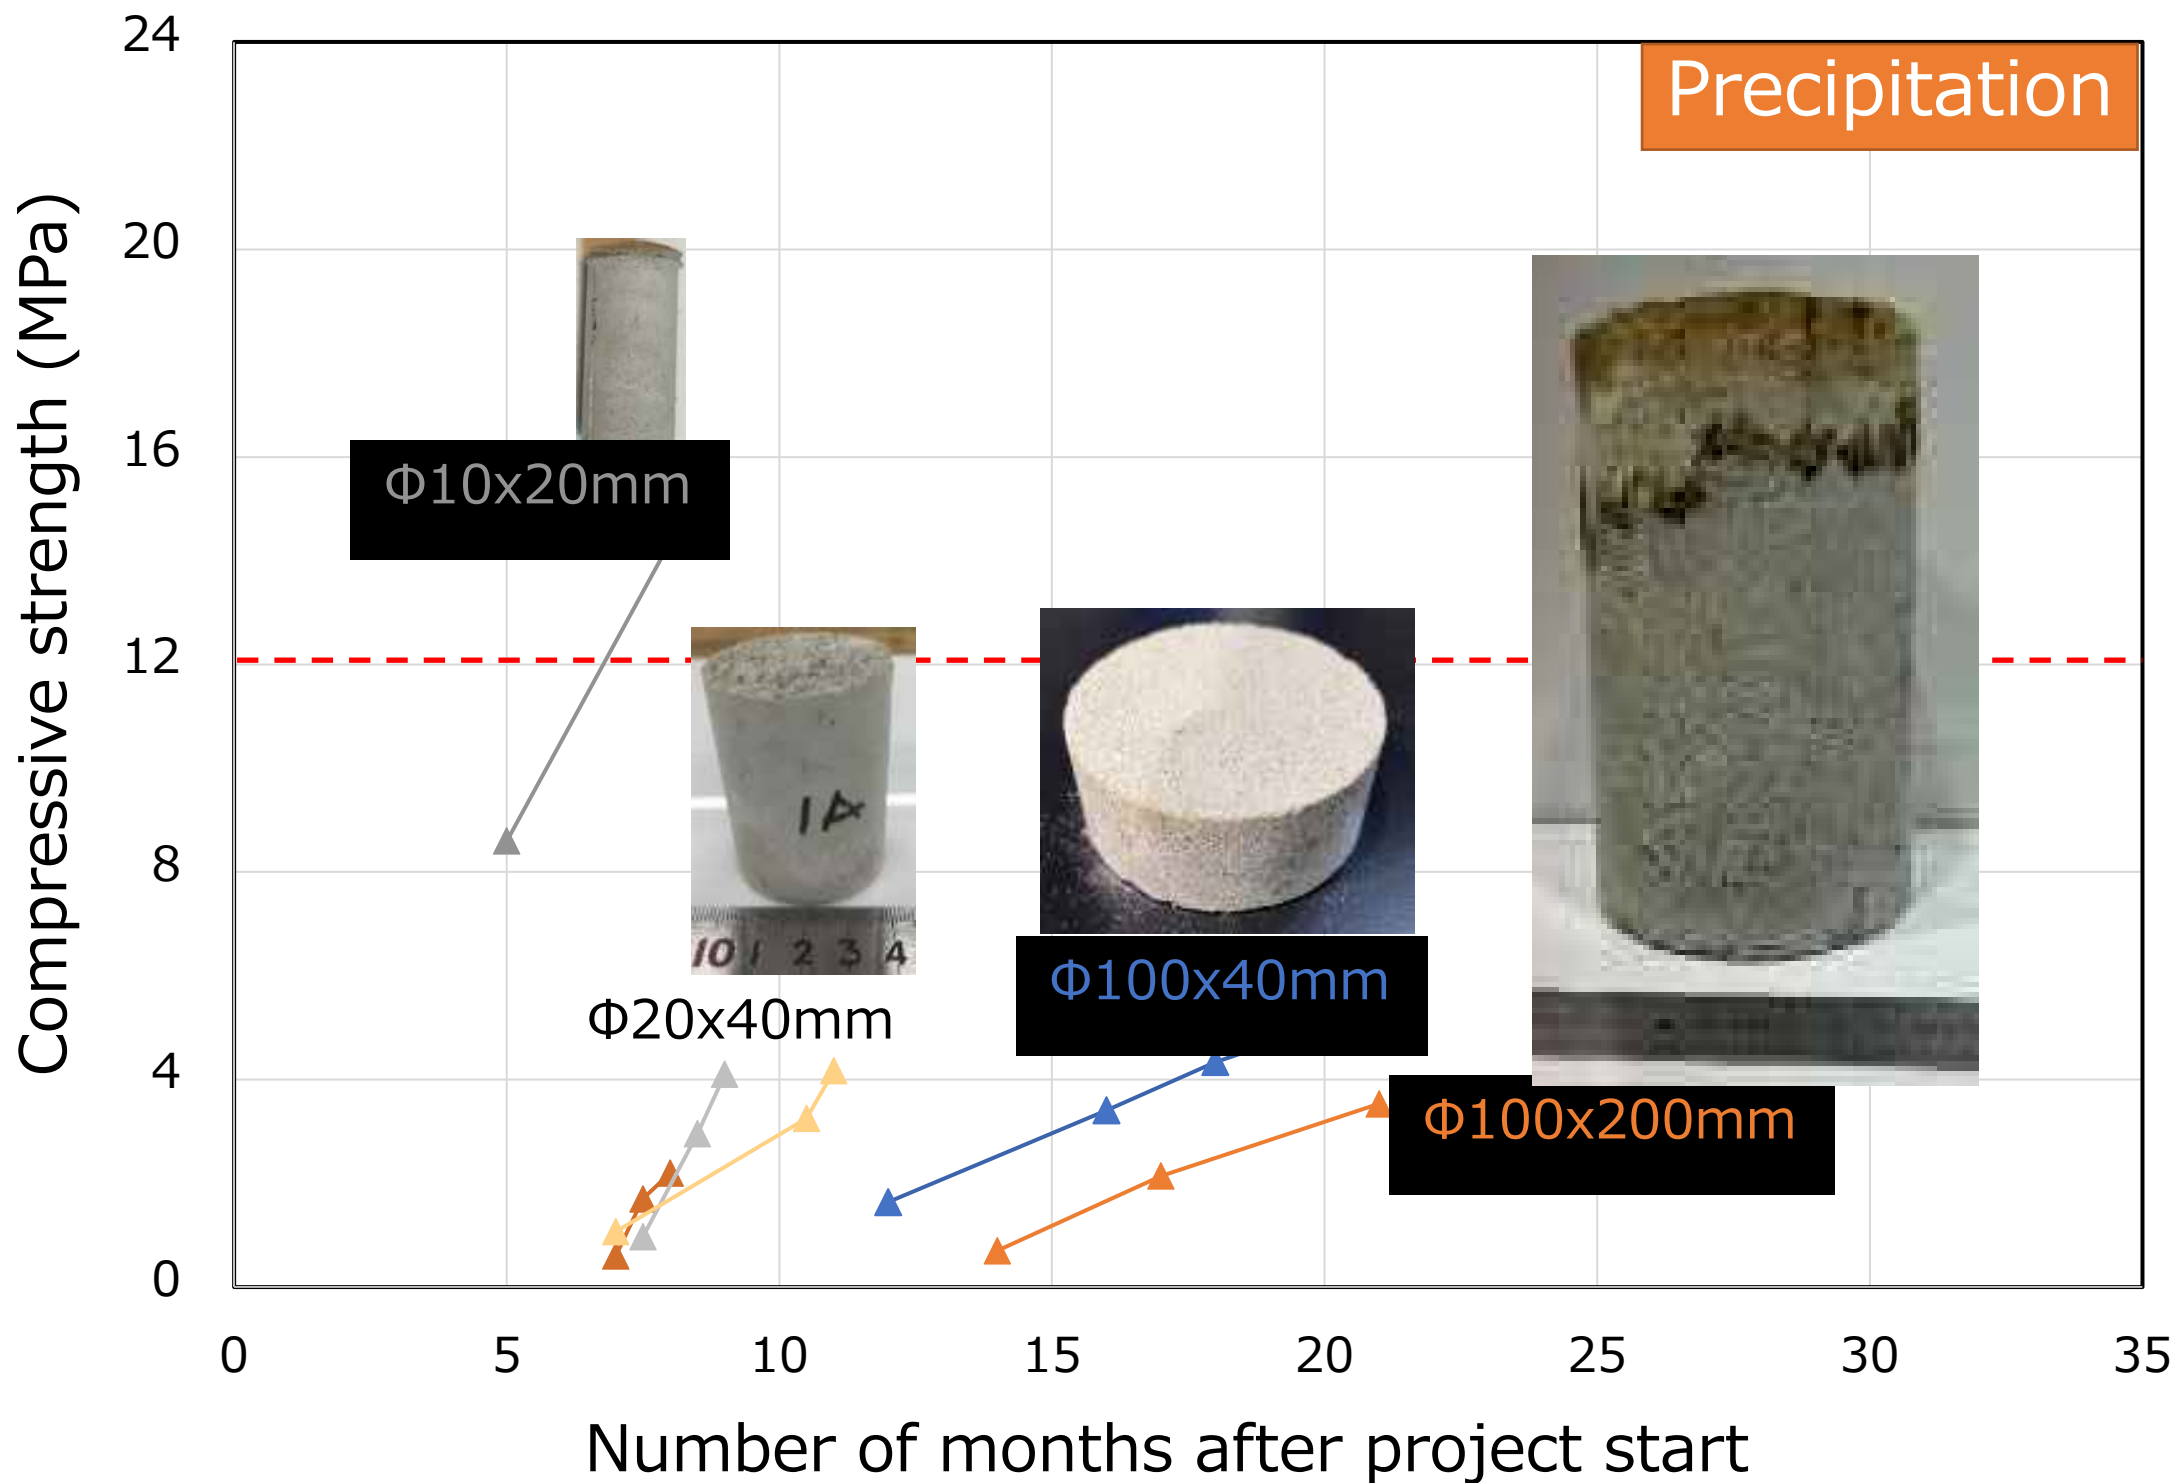 Precipitation
Compressive strength (MPa)
24
20
16
12
8
4
0
Φ10x20mm
1A
10 1 2 3 4
Φ20x40mm
Φ100x40mm
Φ100x200mm
0 5 10 15 20 25 30 35
Number of months after project start